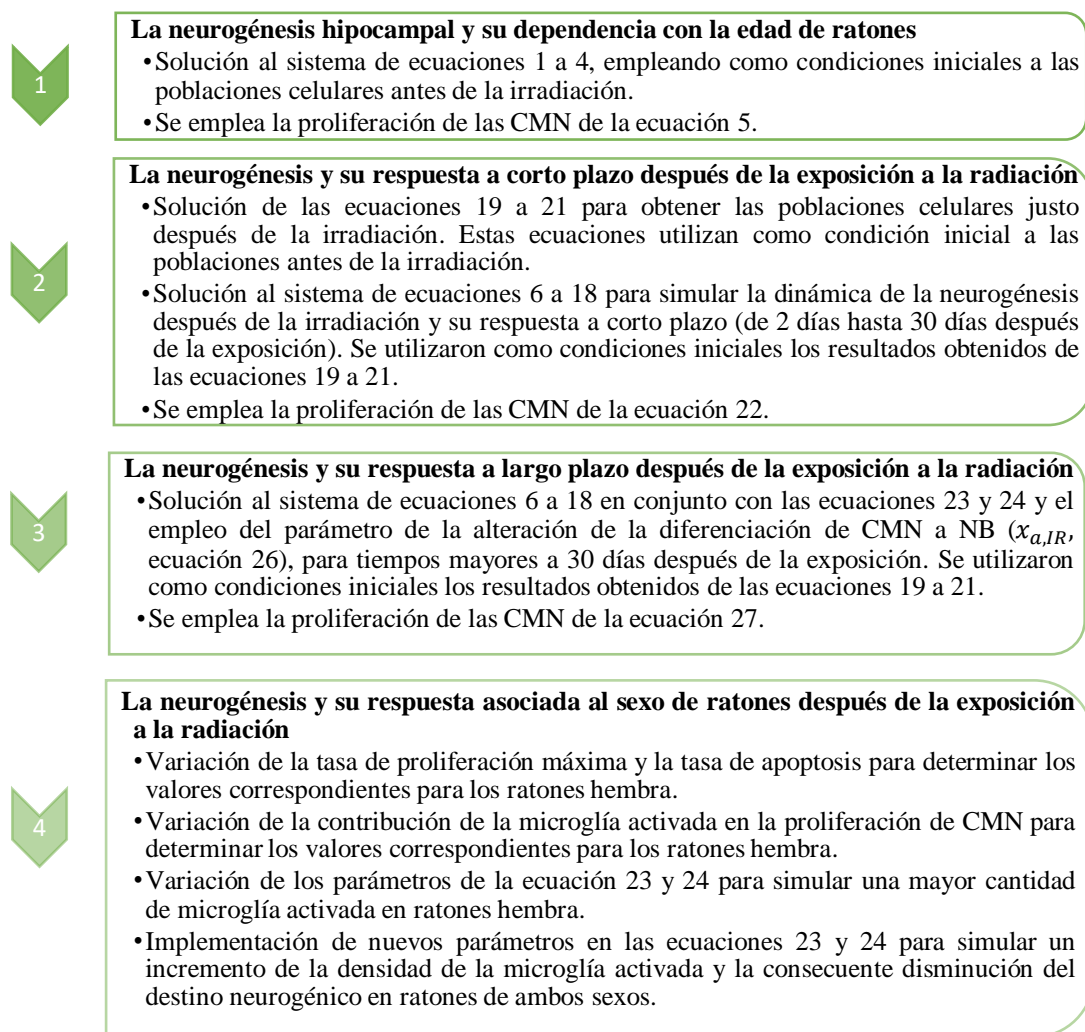 La neurogénesis hipocampal y su dependencia con la edad de ratones
1
•Solución al sistema de ecuaciones 1 a 4, empleando como condiciones iniciales a las
poblaciones celulares antes de la irradiación.
•Se emplea la proliferación de las CMN de la ecuación 5.
La neurogénesis y su respuesta a corto plazo después de la exposición a la radiación
•Solución de las ecuaciones 19 a 21 para obtener las poblaciones celulares justo
después de la irradiación. Estas ecuaciones utilizan como condición inicial a las
poblaciones antes de la irradiación.
2
•Solución al sistema de ecuaciones 6 a 18 para simular la dinámica de la neurogénesis
después de la irradiación y su respuesta a corto plazo (de 2 días hasta 30 días después
de la exposición). Se utilizaron como condiciones iniciales los resultados obtenidos de
las ecuaciones 19 a 21.
•Se emplea la proliferación de las CMN de la ecuación 22.
La neurogénesis y su respuesta a largo plazo después de la exposición a la radiación
•Solución al sistema de ecuaciones 6 a 18 en conjunto con las ecuaciones 23 y 24 y el
3
empleo del parámetro de la alteración de la diferenciación de CMN a NB (𝑥𝑎,𝐼𝑅,
ecuación 26), para tiempos mayores a 30 días después de la exposición. Se utilizaron
como condiciones iniciales los resultados obtenidos de las ecuaciones 19 a 21.
•Se emplea la proliferación de las CMN de la ecuación 27.
La neurogénesis y su respuesta asociada al sexo de ratones después de la exposición
a la radiación
•Variación de la tasa de proliferación máxima y la tasa de apoptosis para determinar los
valores correspondientes para los ratones hembra.
4
•Variación de la contribución de la microglía activada en la proliferación de CMN para
determinar los valores correspondientes para los ratones hembra.
•Variación de los parámetros de la ecuación 23 y 24 para simular una mayor cantidad
de microglía activada en ratones hembra.
•Implementación de nuevos parámetros en las ecuaciones 23 y 24 para simular un
incremento de la densidad de la microglía activada y la consecuente disminución del
destino neurogénico en ratones de ambos sexos.